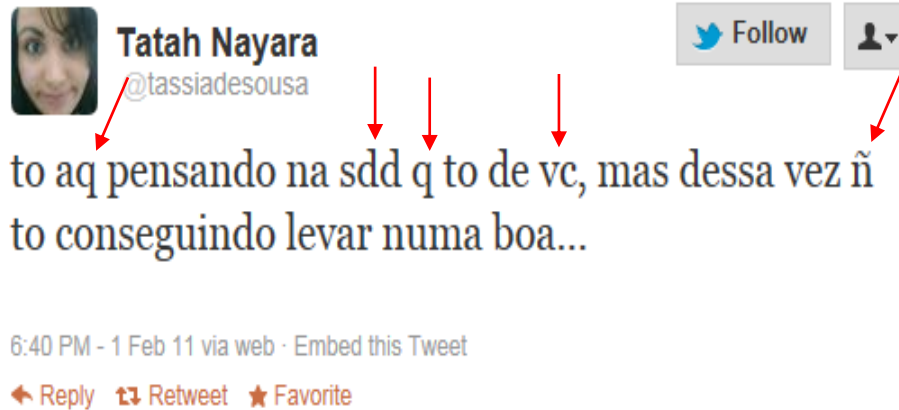 Tatah Nayara
Follow
@tassiadesousa
to aq pensando na sdd q to de vc, mas dessa vez ñ
to conseguindo levar numa boa...
6:40 PM - 1 Feb 11 via web · Embed this Tweet
Reply Retweet Favorite